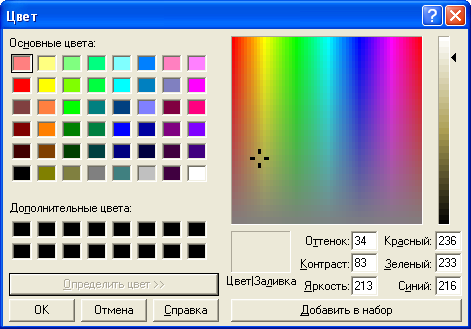 Цвет
Основные цвета:
Дополнительные цвета:
Определить цвет >>
ОК Отмена Справка
Цвет|Заливка
Оттенок: 34 Красный: 236
Контраст: 83 Зеленый: 233
Яркость: 213 Синий: 216
Добавить в набор